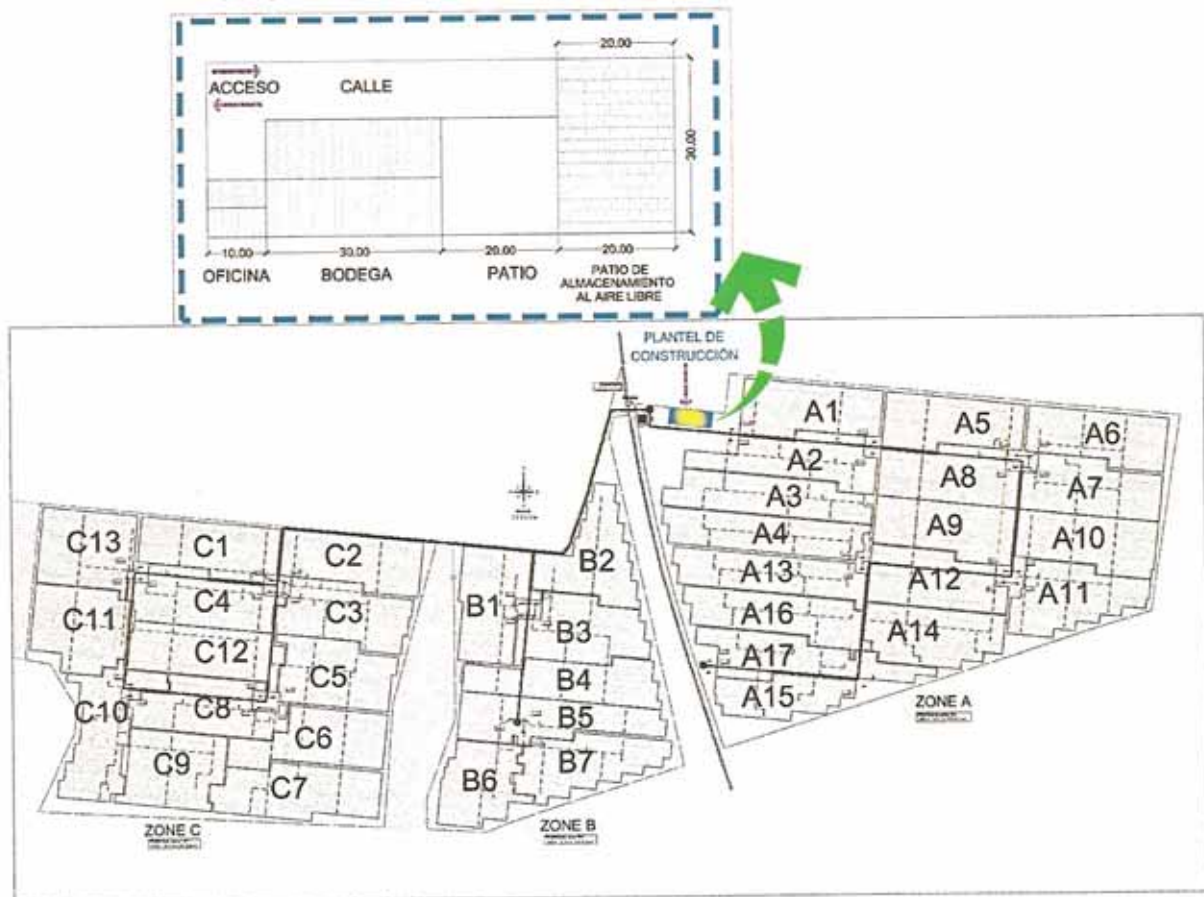 20.00
ACCESO
CALLE
30.00
10.00
30.00
20.00
20.00
OFICINA
BODEGA
PATIO
PATIO DE
ALMACENAMIENTO
AL AIRE LIBRE
PLANTEL DE
CONSTRUCCIÓN
A1
A5
A6
A2
A8
A7
A3
A4
A9
A10
A13
A12
A11
A16
A14
A17
A15
ZONE A
C13
C1
C2
C4
C3
C11
C12
C5
C10
C8
C6
C9
C7
ZONE C
B1
B2
B3
B4
B5
B6
B7
ZONE B